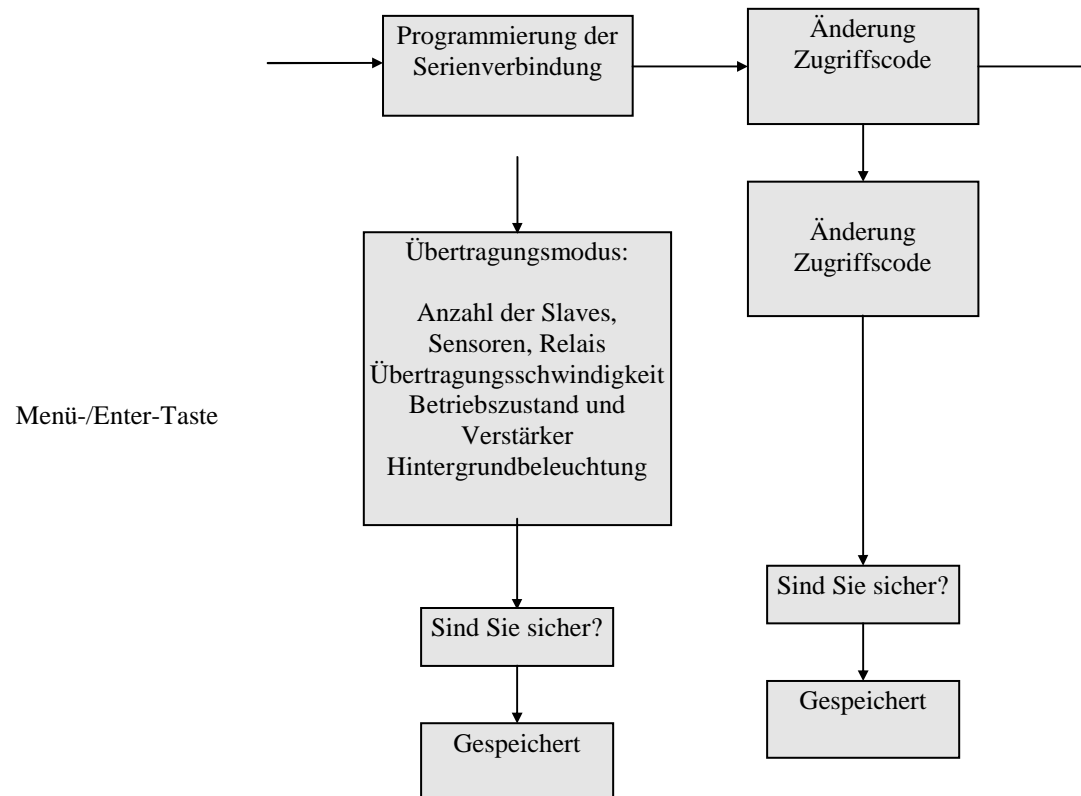 Programmierung der
Serienverbindung
Änderung
Zugriffscode
Änderung
Zugriffscode
Übertragungsmodus:
Anzahl der Slaves,
Sensoren, Relais
Übertragungsschwindigkeit
Betriebszustand und
Verstärker
Hintergrundbeleuchtung
Menü-/Enter-Taste
Sind Sie sicher?
Gespeichert
Sind Sie sicher?
Gespeichert